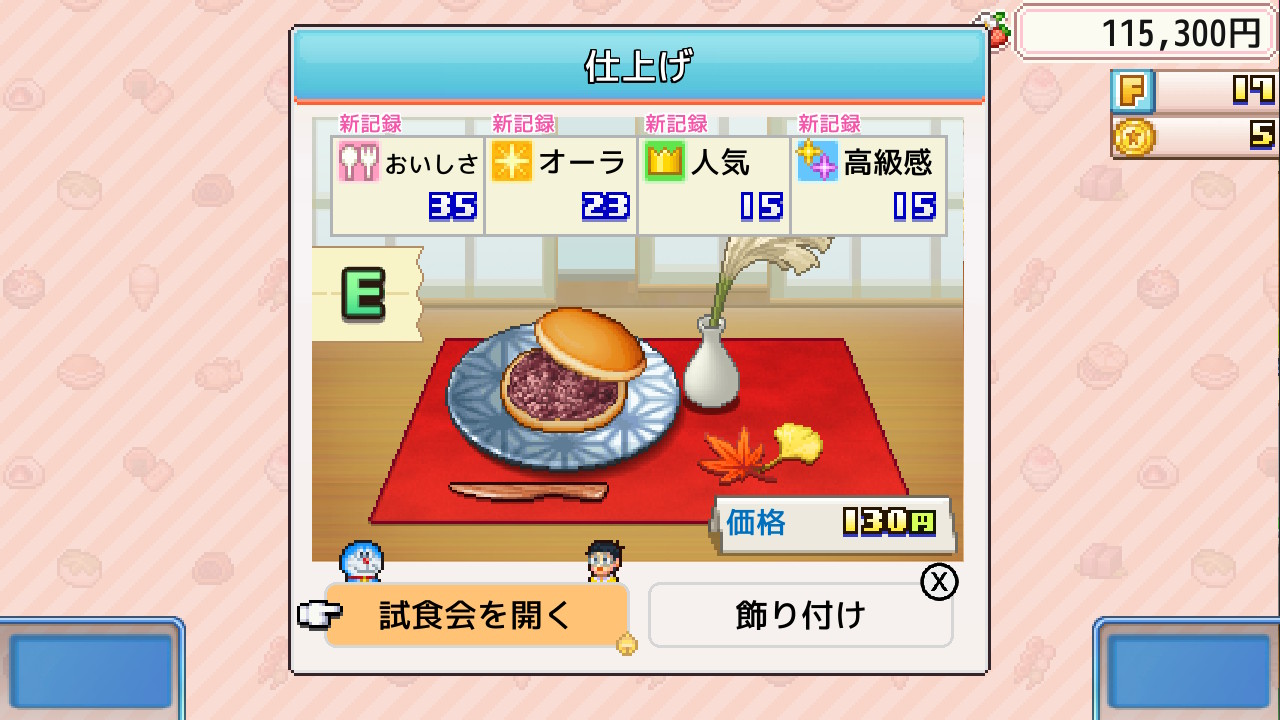 115,300円
F 17
5
仕上げ
新記録 新記録 新記録 新記録
おいしさ オーラ 人気 高級感
35 23 15 15
E
価格 130円
試食会を開く 飾り付け X